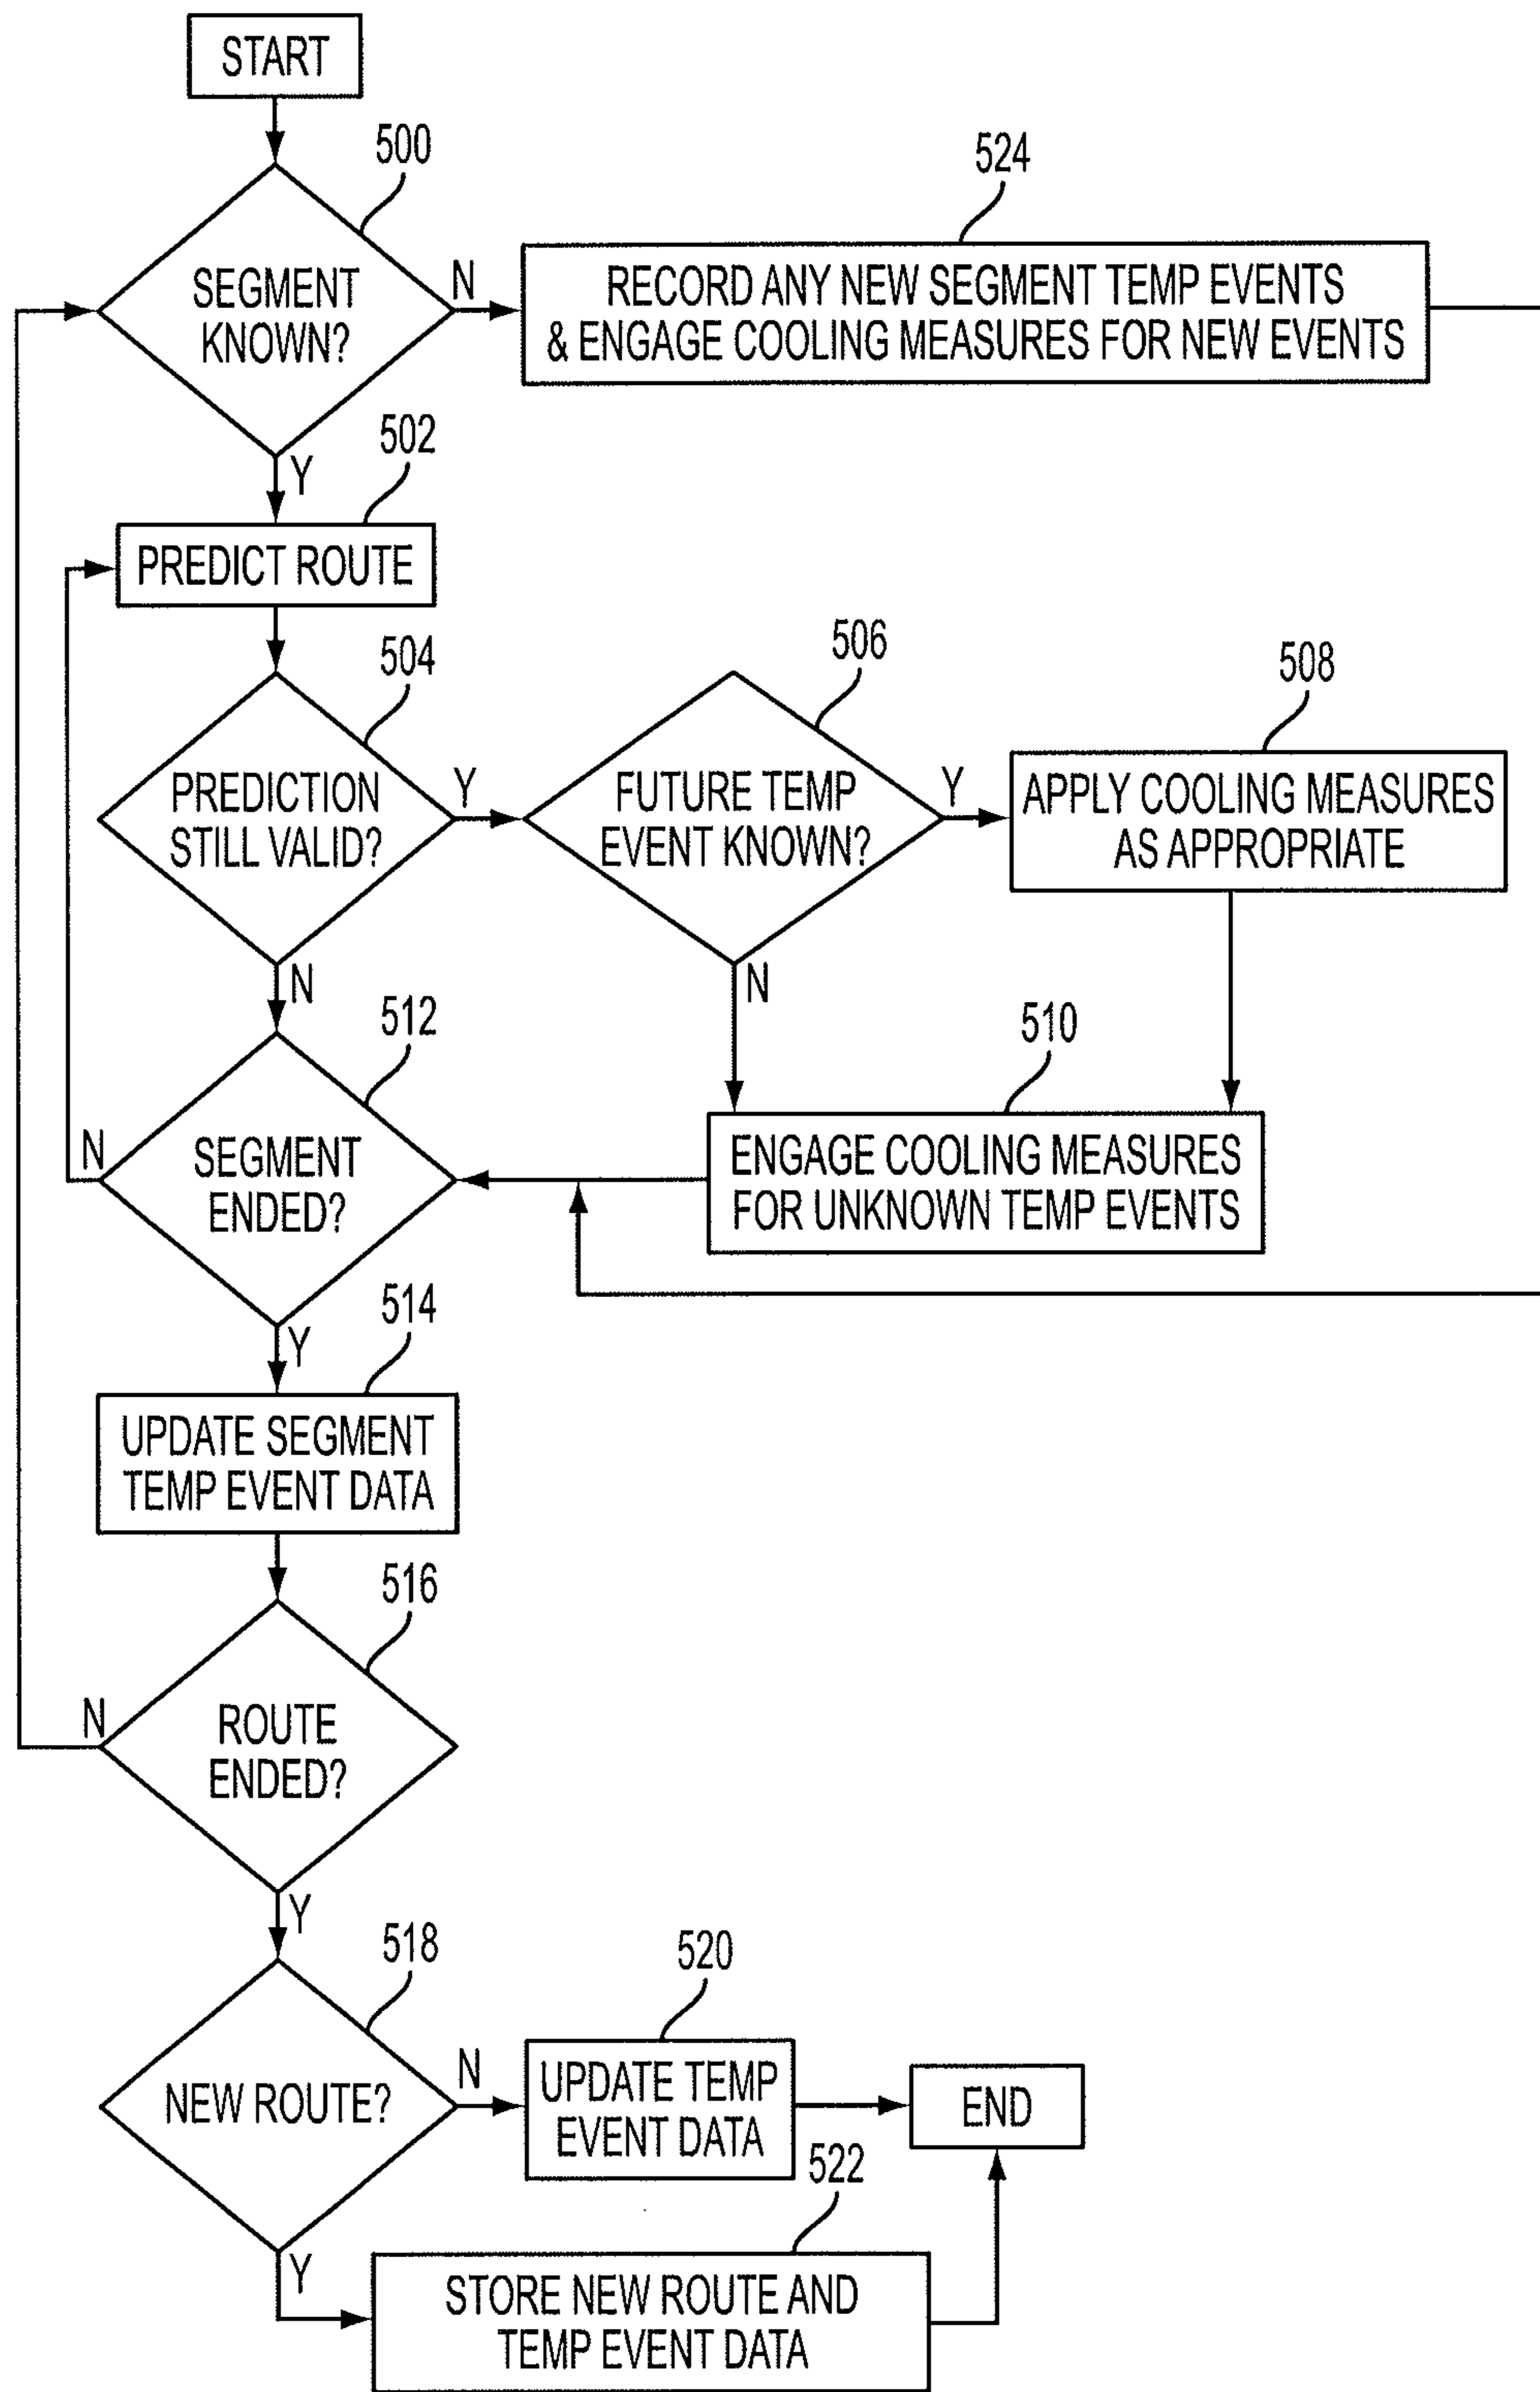 START
500
SEGMENT
KNOWN?
N
Y
524
RECORD ANY NEW SEGMENT TEMP EVENTS
& ENGAGE COOLING MEASURES FOR NEW EVENTS
502
PREDICT ROUTE
504
PREDICTION
STILL VALID?
Y
N
506
FUTURE TEMP
EVENT KNOWN?
Y
N
508
APPLY COOLING MEASURES
AS APPROPRIATE
510
ENGAGE COOLING MEASURES
FOR UNKNOWN TEMP EVENTS
512
SEGMENT
ENDED?
N
Y
514
UPDATE SEGMENT
TEMP EVENT DATA
516
ROUTE
ENDED?
N
Y
518
NEW ROUTE?
N
Y
520
UPDATE TEMP
EVENT DATA
END
522
STORE NEW ROUTE AND
TEMP EVENT DATA